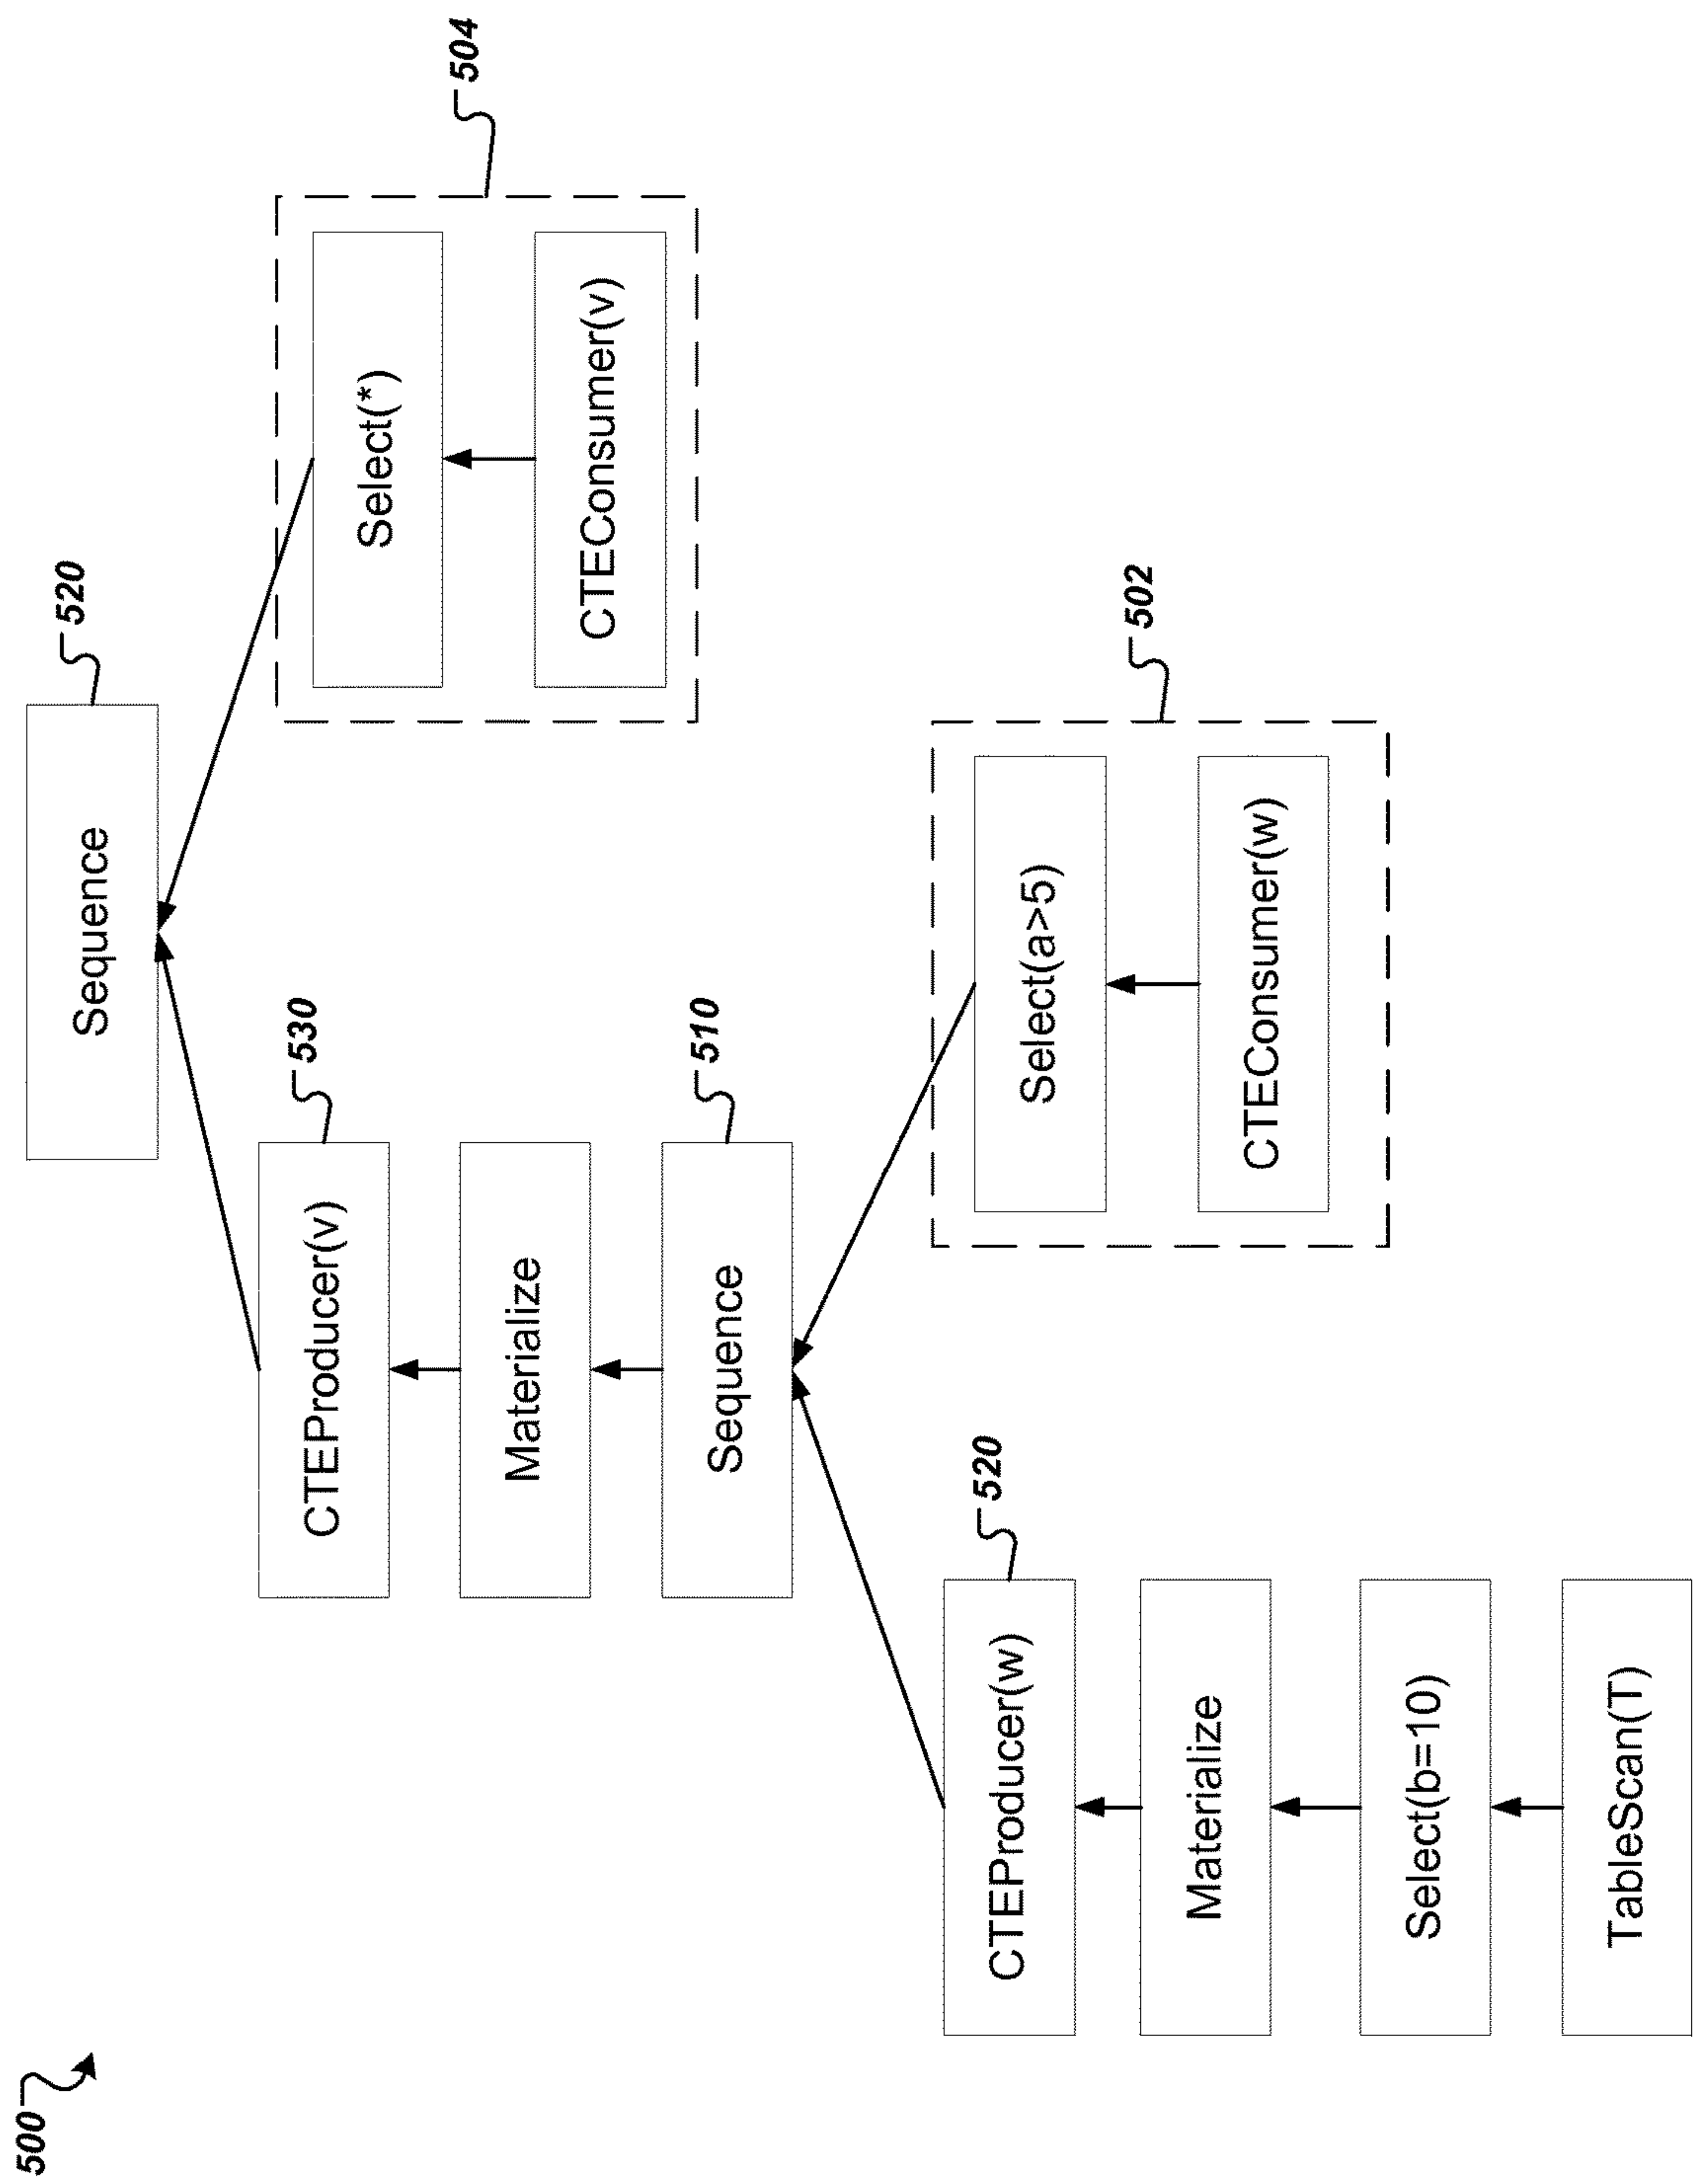 500
520
Sequence
530
CTEProducer(v)
Select(*)
504
Materialize
CTEConsumer(v)
510
Sequence
520
CTEProducer(w)
Select(a>5)
502
Materialize
CTEConsumer(w)
Select(b=10)
TableScan(T)